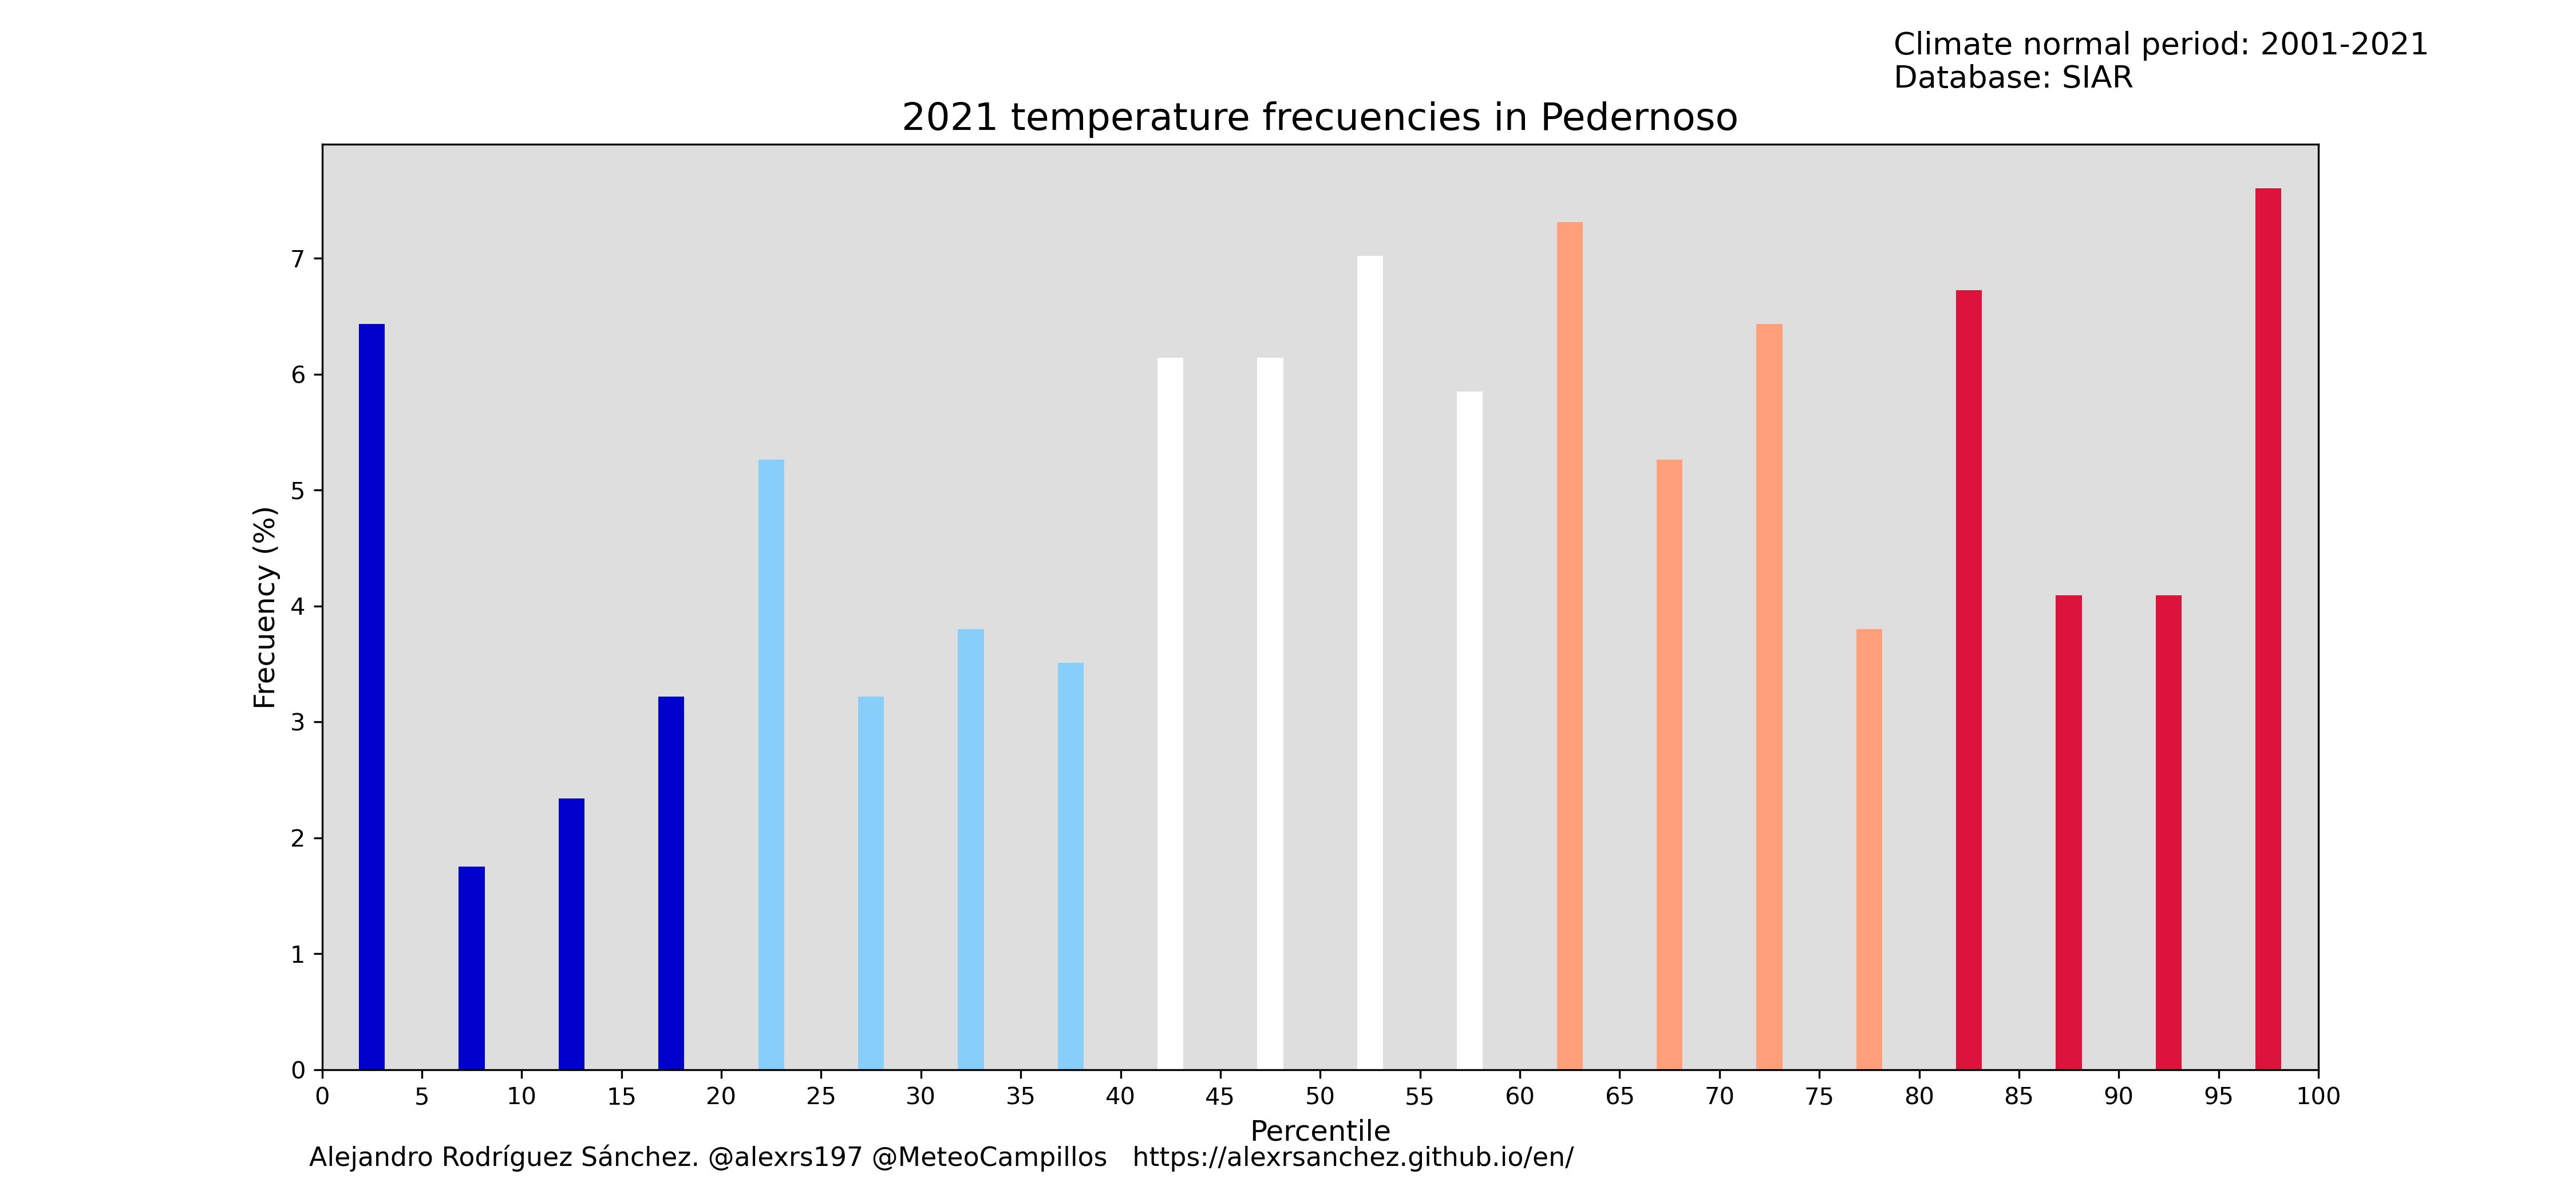 Climate normal period: 2001-2021
Database: SIAR
2021 temperature frecuencies in Pedernoso
Frecuency (%)
7
6
5
4
3
2
1
0
0 5 10 15 20 25 30 35 40 45 50 55 60 65 70 75 80 85 90 95 100
Percentile
Alejandro Rodríguez Sánchez. @alexrs197 @MeteoCampillos https://alexrsanchez.github.io/en/